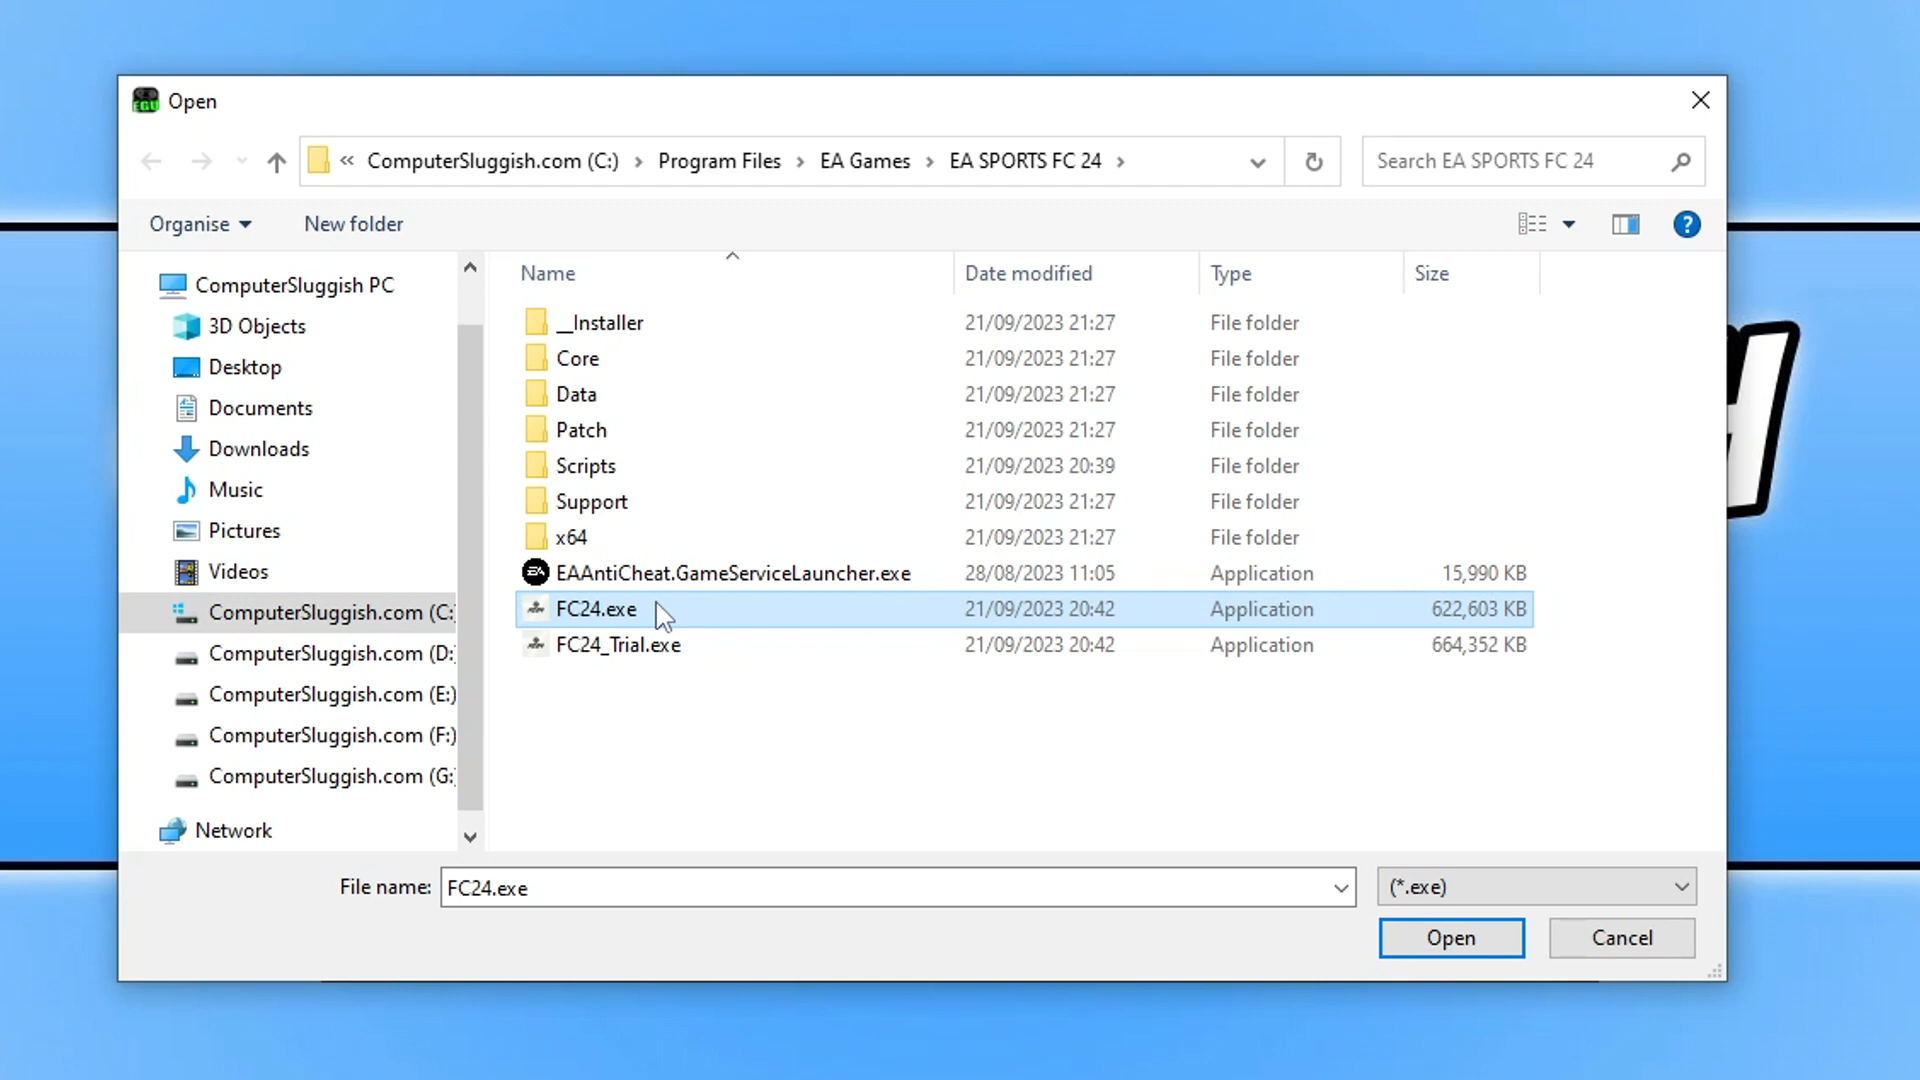 EGU Open
« ComputerSluggish.com (C:) › Program Files › EA Games › EA SPORTS FC 24 › Search EA SPORTS FC 24
Organise New folder ?
Name Date modified Type Size
ComputerSluggish PC
3D Objects
Desktop
Documents
Downloads
Music
Pictures
Videos
ComputerSluggish.com (C:
ComputerSluggish.com (D:
ComputerSluggish.com (E:)
ComputerSluggish.com (F:)
ComputerSluggish.com (G:
Network
__Installer 21/09/2023 21:27 File folder
Core 21/09/2023 21:27 File folder
Data 21/09/2023 21:27 File folder
Patch 21/09/2023 21:27 File folder
Scripts 21/09/2023 20:39 File folder
Support 21/09/2023 21:27 File folder
x64 21/09/2023 21:27 File folder
EA EAAntiCheat.GameServiceLauncher.exe 28/08/2023 11:05 Application 15,990 KB
FC24.exe 21/09/2023 20:42 Application 622,603 KB
FC24_Trial.exe 21/09/2023 20:42 Application 664,352 KB
File name: FC24.exe (*.exe)
Open Cancel
H